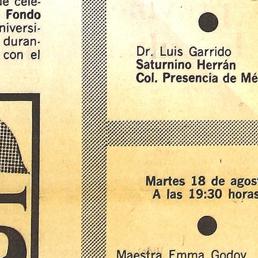 e cele-
Fondo
niversi-
duran-
con el
Dr. Luis Garrido
Saturnino Herrán
Col. Presencia de Mé
Martes 18 de agos
A las 19:30 horas
Maestra Emma Godoy